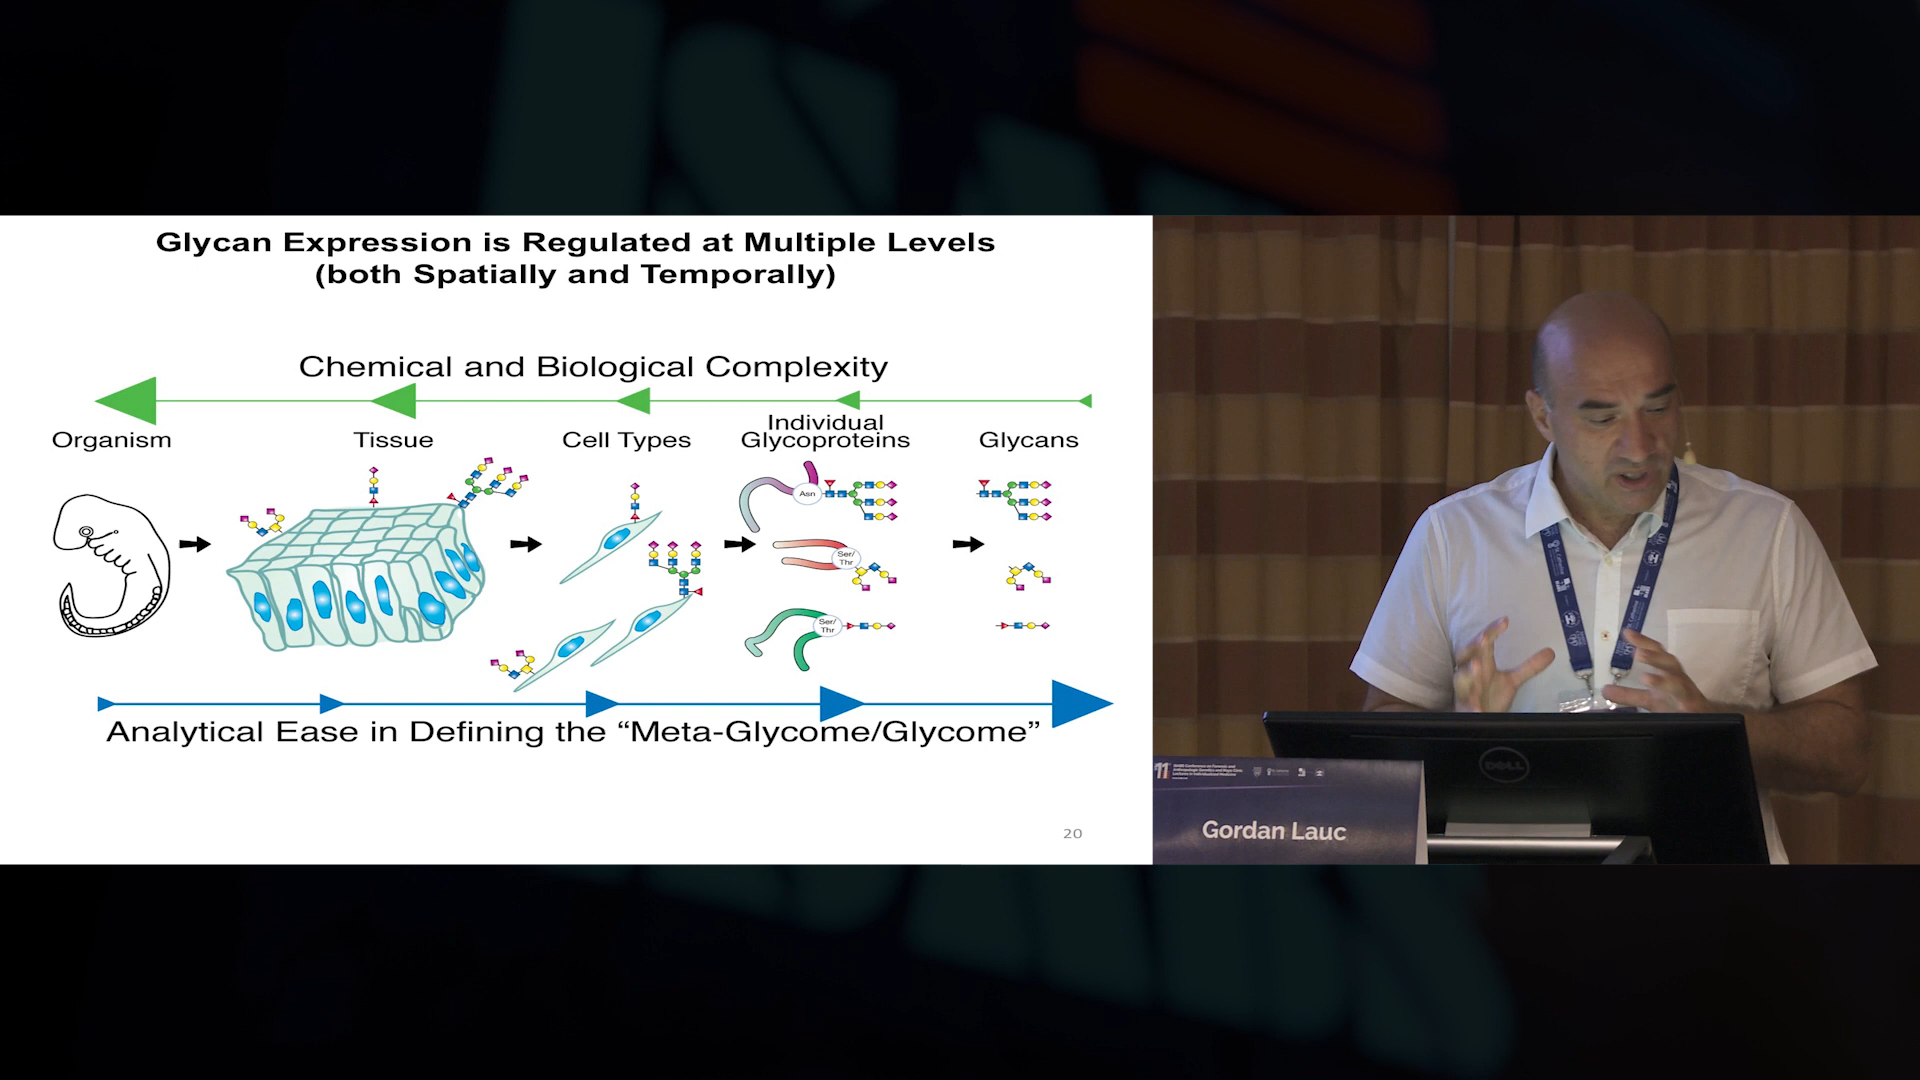 Glycan Expression is Regulated at Multiple Levels
(both Spatially and Temporally)
Chemical and Biological Complexity
Organism
Tissue
Cell Types
Individual
Glycoproteins
Glycans
Asn
Ser/
Thr
Ser/
Thr
Analytical Ease in Defining the “Meta-Glycome/Glycome”
20
DELL
11
Gordan Lauc